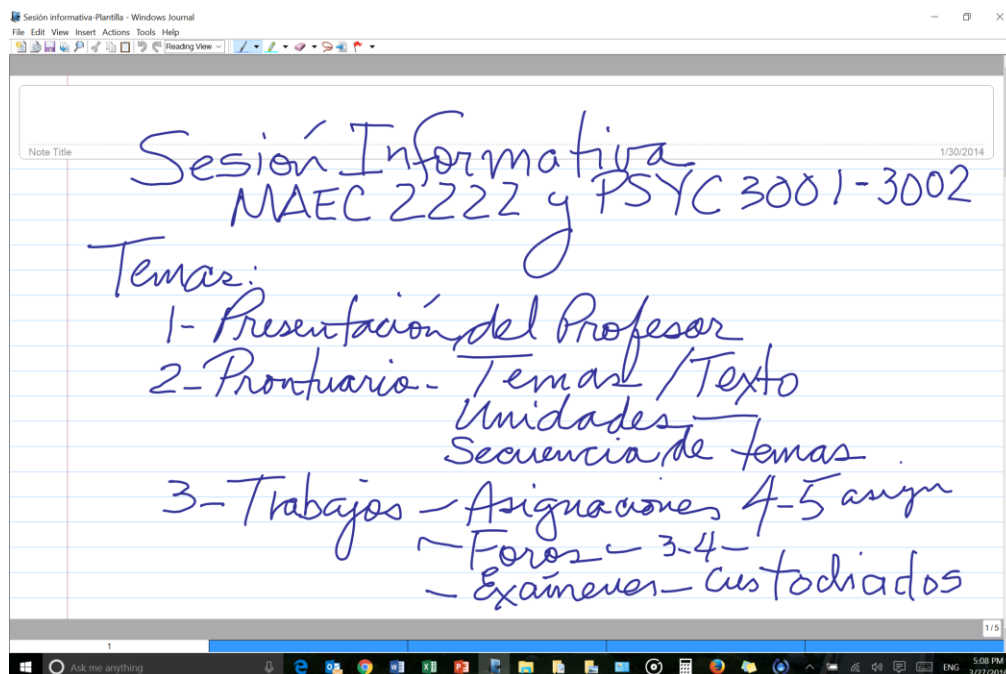 Sesión informativa-Plantilla - Windows Journal
File Edit View Insert Actions Tools Help
Reading View
Note Title
1/30/2014
Sesión Informativa
MAEC 2222 y PSYC 3001-3002
Temas:
1- Presentación del Profesor
2- Prontuario - Temas / Texto
Unidades
Secuencia de temas.
3- Trabajos - Asignaciones 4-5 asign
- Foros - 3-4-
- Exámenes - custodiados
1/5
1
Ask me anything
ENG
5:08 PM